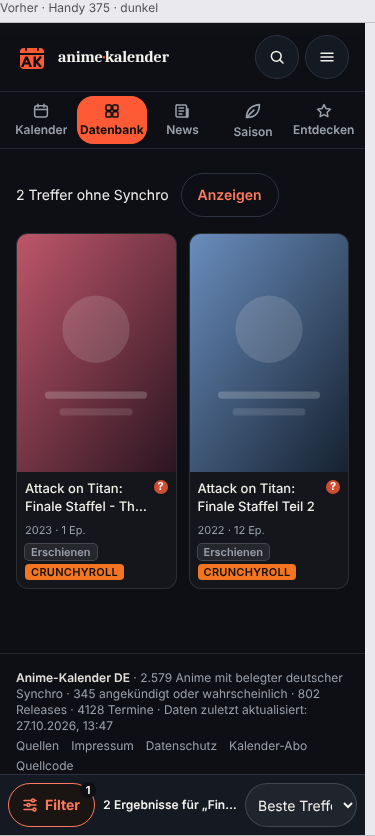 Vorher · Handy 375 · dunkel
AK anime·kalender
Kalender Datenbank News Saison Entdecken
2 Treffer ohne Synchro Anzeigen
Attack on Titan: Finale Staffel - Th… ?
2023 · 1 Ep.
Erschienen
CRUNCHYROLL
Attack on Titan: Finale Staffel Teil 2 ?
2022 · 12 Ep.
Erschienen
CRUNCHYROLL
Anime-Kalender DE · 2.579 Anime mit belegter deutscher
Synchro · 345 angekündigt oder wahrscheinlich · 802
Releases · 4128 Termine · Daten zuletzt aktualisiert:
27.10.2026, 13:47
Quellen Impressum Datenschutz Kalender-Abo
Quellcode
Filter 1 2 Ergebnisse für „Fin… Beste Treff